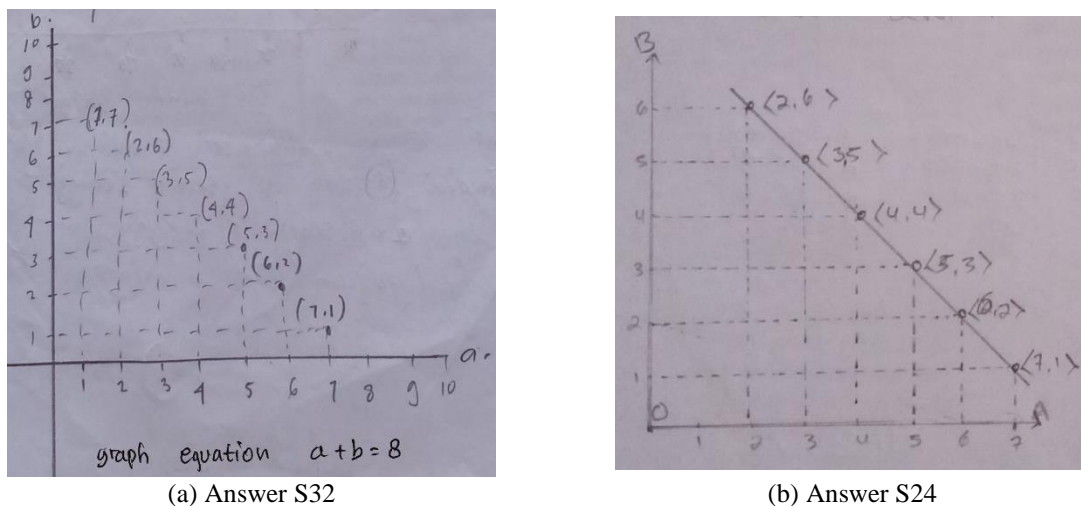 b.
10
9
8
7
6
5
4
3
2
1
(1,7)
(2,6)
(3,5)
(4,4)
(5,3)
(6,2)
(7,1)
a.
1 2 3 4 5 6 7 8 9 10
graph equation a+b=8
(a) Answer S32
B
6
5
4
3
2
1
<2,6>
<3,5>
<4,4>
<5,3>
<6,2>
<7,1>
O
A
1 2 3 4 5 6 7
(b) Answer S24